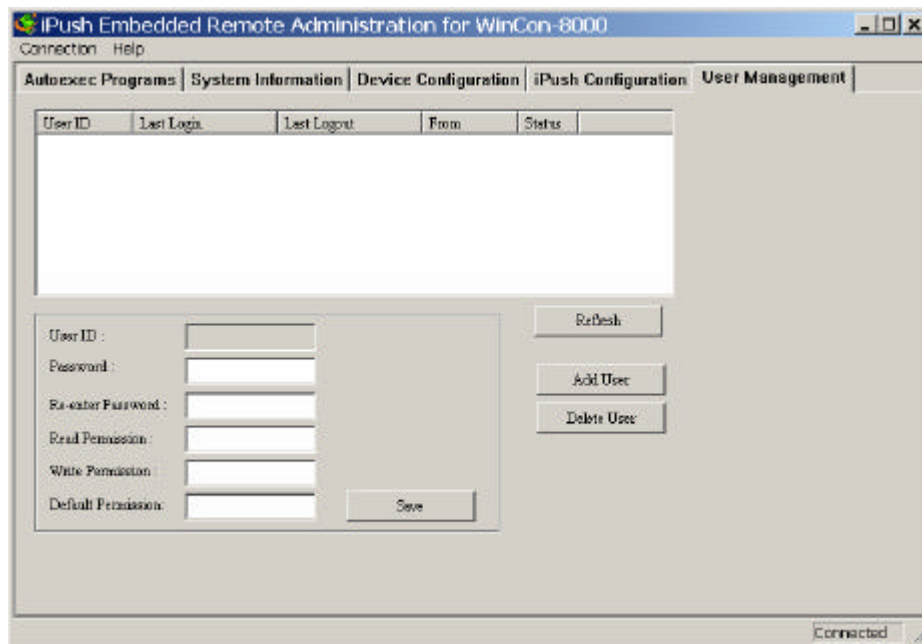 iPush Embedded Remote Administration for WinCon-8000
Connection Help
Autoexec Programs System Information Device Configuration iPush Configuration User Management
User ID Last Login Last Logout From Status
Refresh
User ID :
Password :
Add User
Re-enter Password :
Delete User
Read Permission :
Write Permission :
Default Permission:
Save
Connected